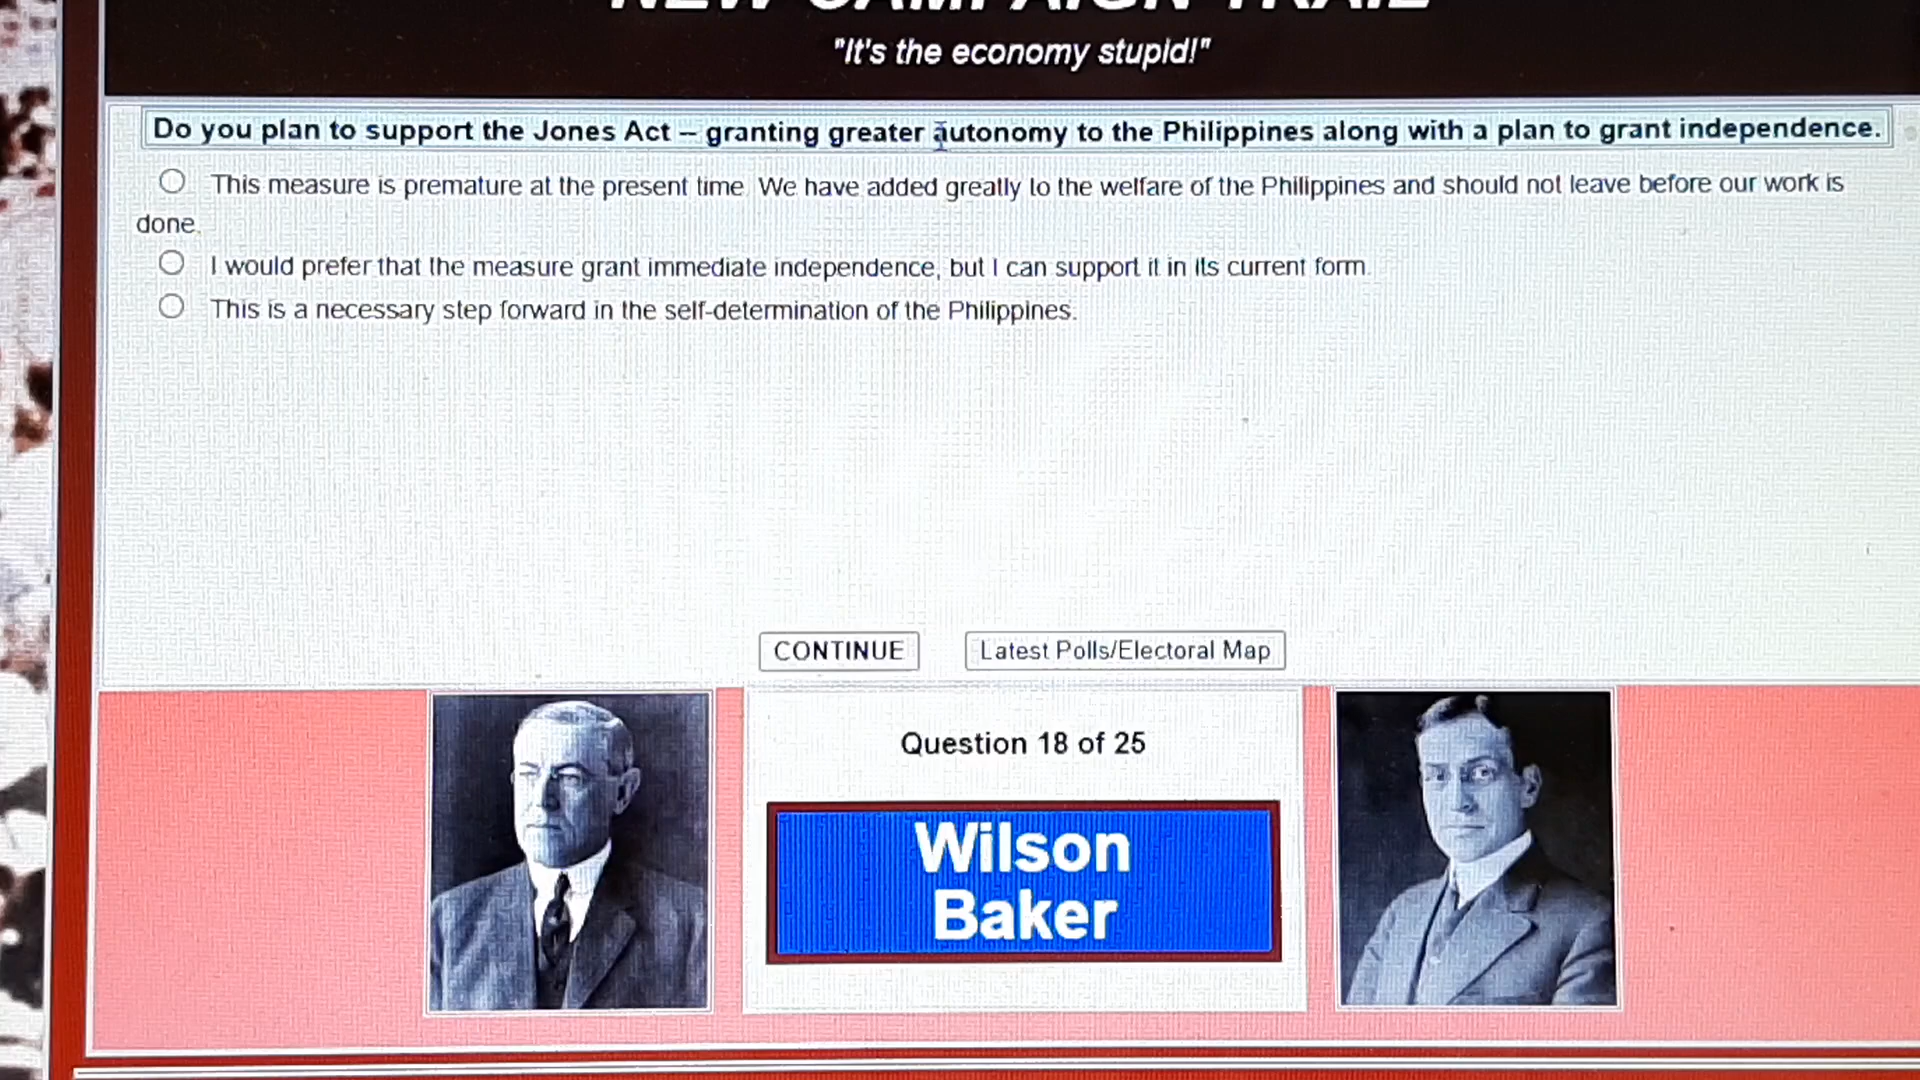 NEW CAMPAIGN TRAIL
"It's the economy stupid!"
Do you plan to support the Jones Act – granting greater autonomy to the Philippines along with a plan to grant independence.
This measure is premature at the present time. We have added greatly to the welfare of the Philippines and should not leave before our work is
done.
I would prefer that the measure grant immediate independence, but I can support it in its current form.
This is a necessary step forward in the self-determination of the Philippines.
CONTINUE
Latest Polls/Electoral Map
Question 18 of 25
Wilson
Baker